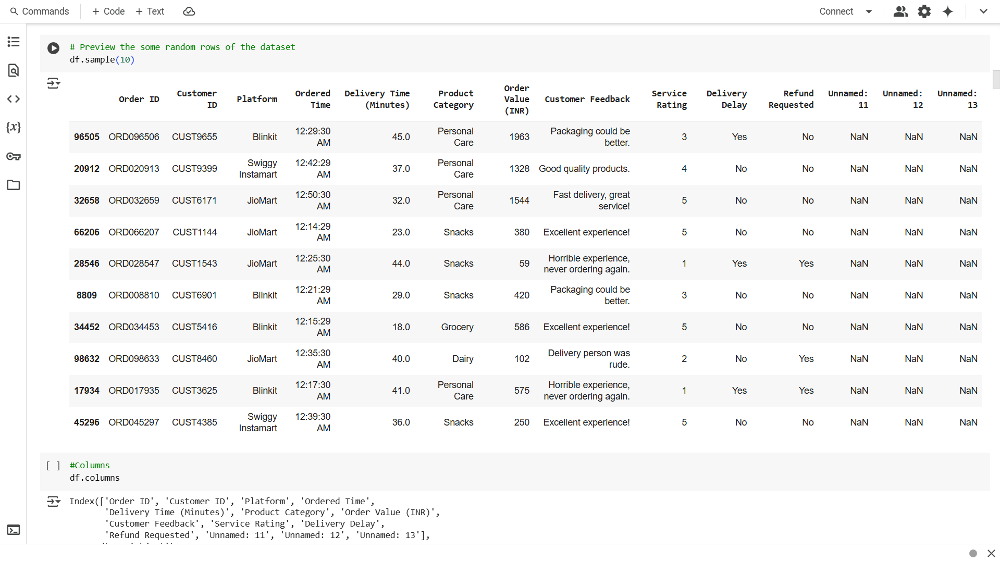 Commands + Code + Text Connect
# Preview the some random rows of the dataset
df.sample(10)
Order ID Customer ID Platform Ordered Time Delivery Time (Minutes) Product Category Order Value (INR) Customer Feedback Service Rating Delivery Delay Refund Requested Unnamed: 11 Unnamed: 12 Unnamed: 13
96505 ORD096506 CUST9655 Blinkit 12:29:30 AM 45.0 Personal Care 1963 Packaging could be better. 3 Yes No NaN NaN NaN
20912 ORD020913 CUST9399 Swiggy Instamart 12:42:29 AM 37.0 Personal Care 1328 Good quality products. 4 No No NaN NaN NaN
32658 ORD032659 CUST6171 JioMart 12:50:30 AM 32.0 Personal Care 1544 Fast delivery, great service! 5 No No NaN NaN NaN
66206 ORD066207 CUST1144 JioMart 12:14:29 AM 23.0 Snacks 380 Excellent experience! 5 No No NaN NaN NaN
28546 ORD028547 CUST1543 JioMart 12:25:30 AM 44.0 Snacks 59 Horrible experience, never ordering again. 1 Yes Yes NaN NaN NaN
8809 ORD008810 CUST6901 Blinkit 12:21:29 AM 29.0 Snacks 420 Packaging could be better. 3 No No NaN NaN NaN
34452 ORD034453 CUST5416 Blinkit 12:15:29 AM 18.0 Grocery 586 Excellent experience! 5 No No NaN NaN NaN
98632 ORD098633 CUST8460 JioMart 12:35:30 AM 40.0 Dairy 102 Delivery person was rude. 2 No Yes NaN NaN NaN
17934 ORD017935 CUST3625 Blinkit 12:17:30 AM 41.0 Personal Care 575 Horrible experience, never ordering again. 1 Yes Yes NaN NaN NaN
45296 ORD045297 CUST4385 Swiggy Instamart 12:39:30 AM 36.0 Snacks 250 Excellent experience! 5 No No NaN NaN NaN
[ ] #Columns
df.columns
Index(['Order ID', 'Customer ID', 'Platform', 'Ordered Time',
'Delivery Time (Minutes)', 'Product Category', 'Order Value (INR)',
'Customer Feedback', 'Service Rating', 'Delivery Delay',
'Refund Requested', 'Unnamed: 11', 'Unnamed: 12', 'Unnamed: 13'],